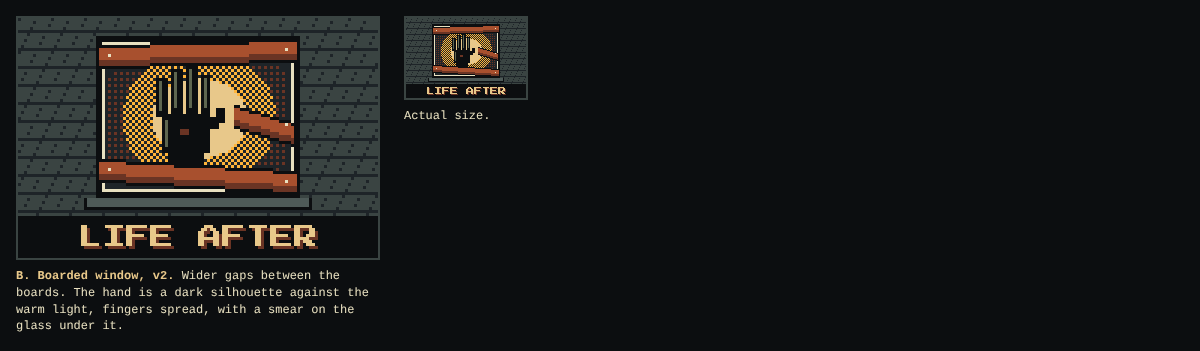 LIFE AFTER
B. Boarded window, v2. Wider gaps between the
boards. The hand is a dark silhouette against the
warm light, fingers spread, with a smear on the
glass under it.
LIFE AFTER
Actual size.